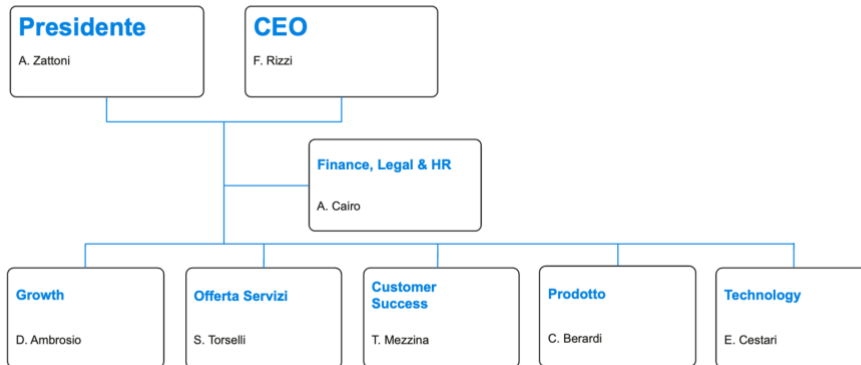 Presidente
A. Zattoni
CEO
F. Rizzi
Finance, Legal & HR
A. Cairo
Growth
D. Ambrosio
Offerta Servizi
S. Torselli
Customer
Success
T. Mezzina
Prodotto
C. Berardi
Technology
E. Cestari